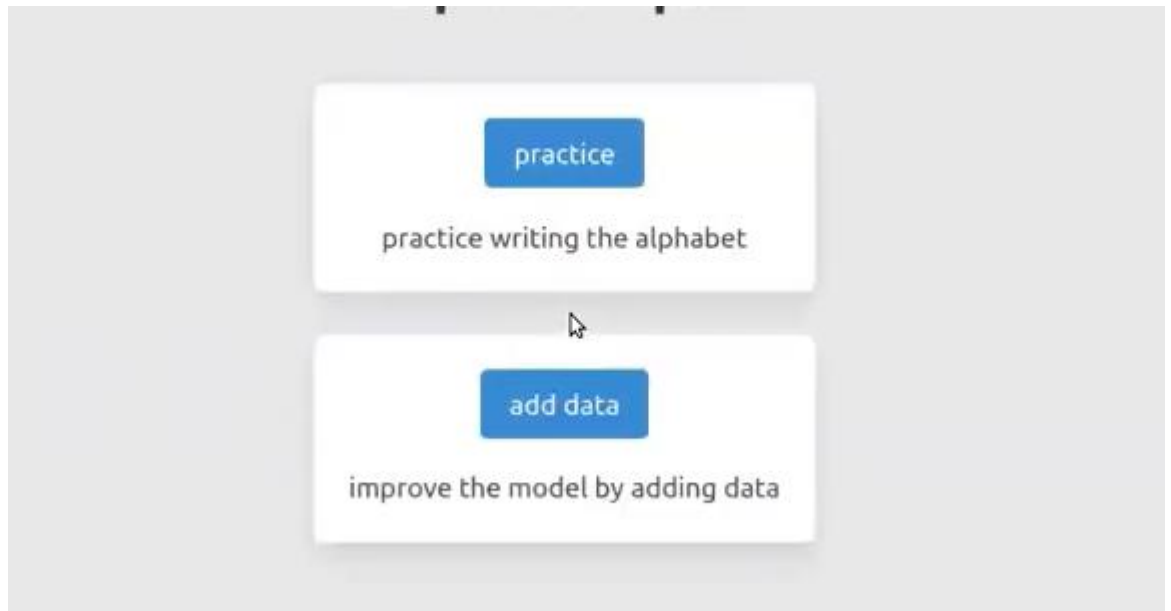 practice
practice writing the alphabet
add data
improve the model by adding data